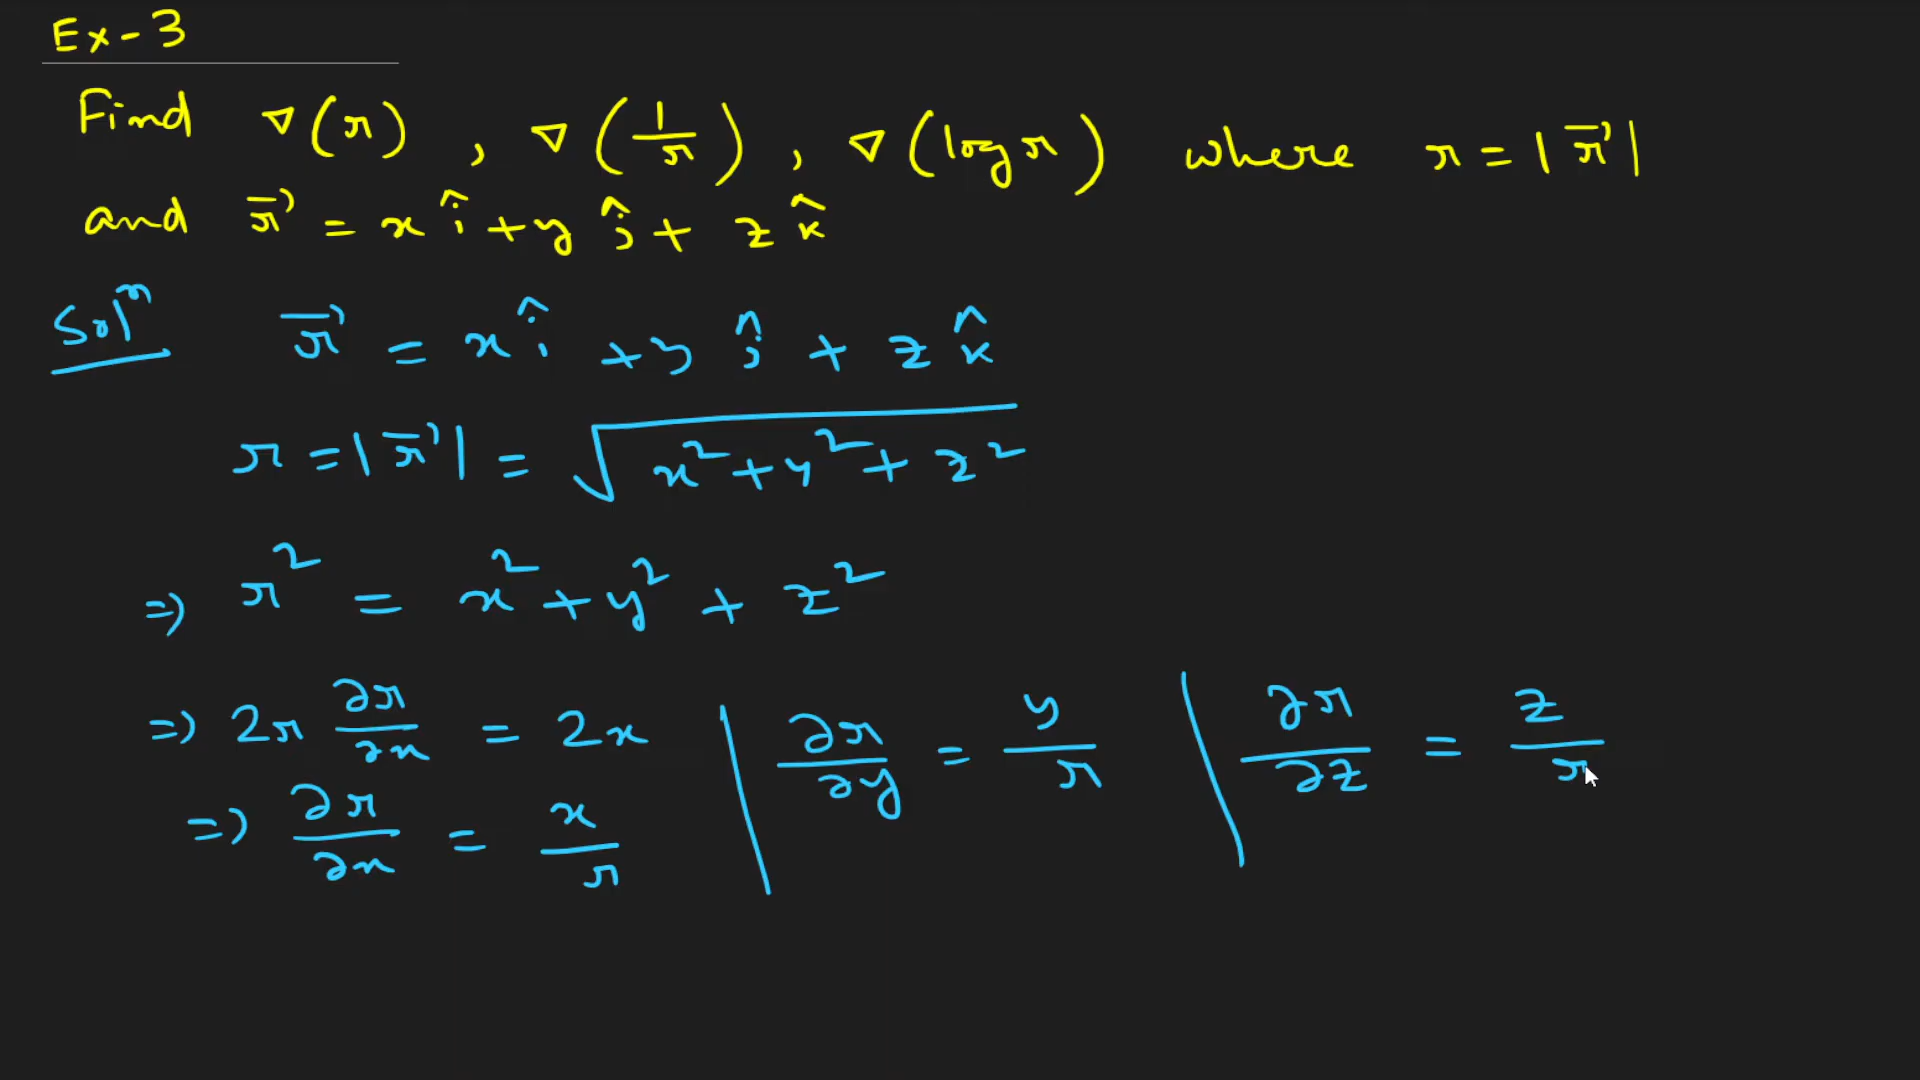 Ex-3
Find ∇(r) , ∇(1/r) , ∇(log r) where r = |r⃗|
and r⃗ = x î + y ĵ + z k̂
Solⁿ r⃗ = x î + y ĵ + z k̂
r = |r⃗| = √(x² + y² + z²)
⇒ r² = x² + y² + z²
⇒ 2r ∂r/∂x = 2x | ∂r/∂y = y/r | ∂r/∂z = z/r
⇒ ∂r/∂x = x/r